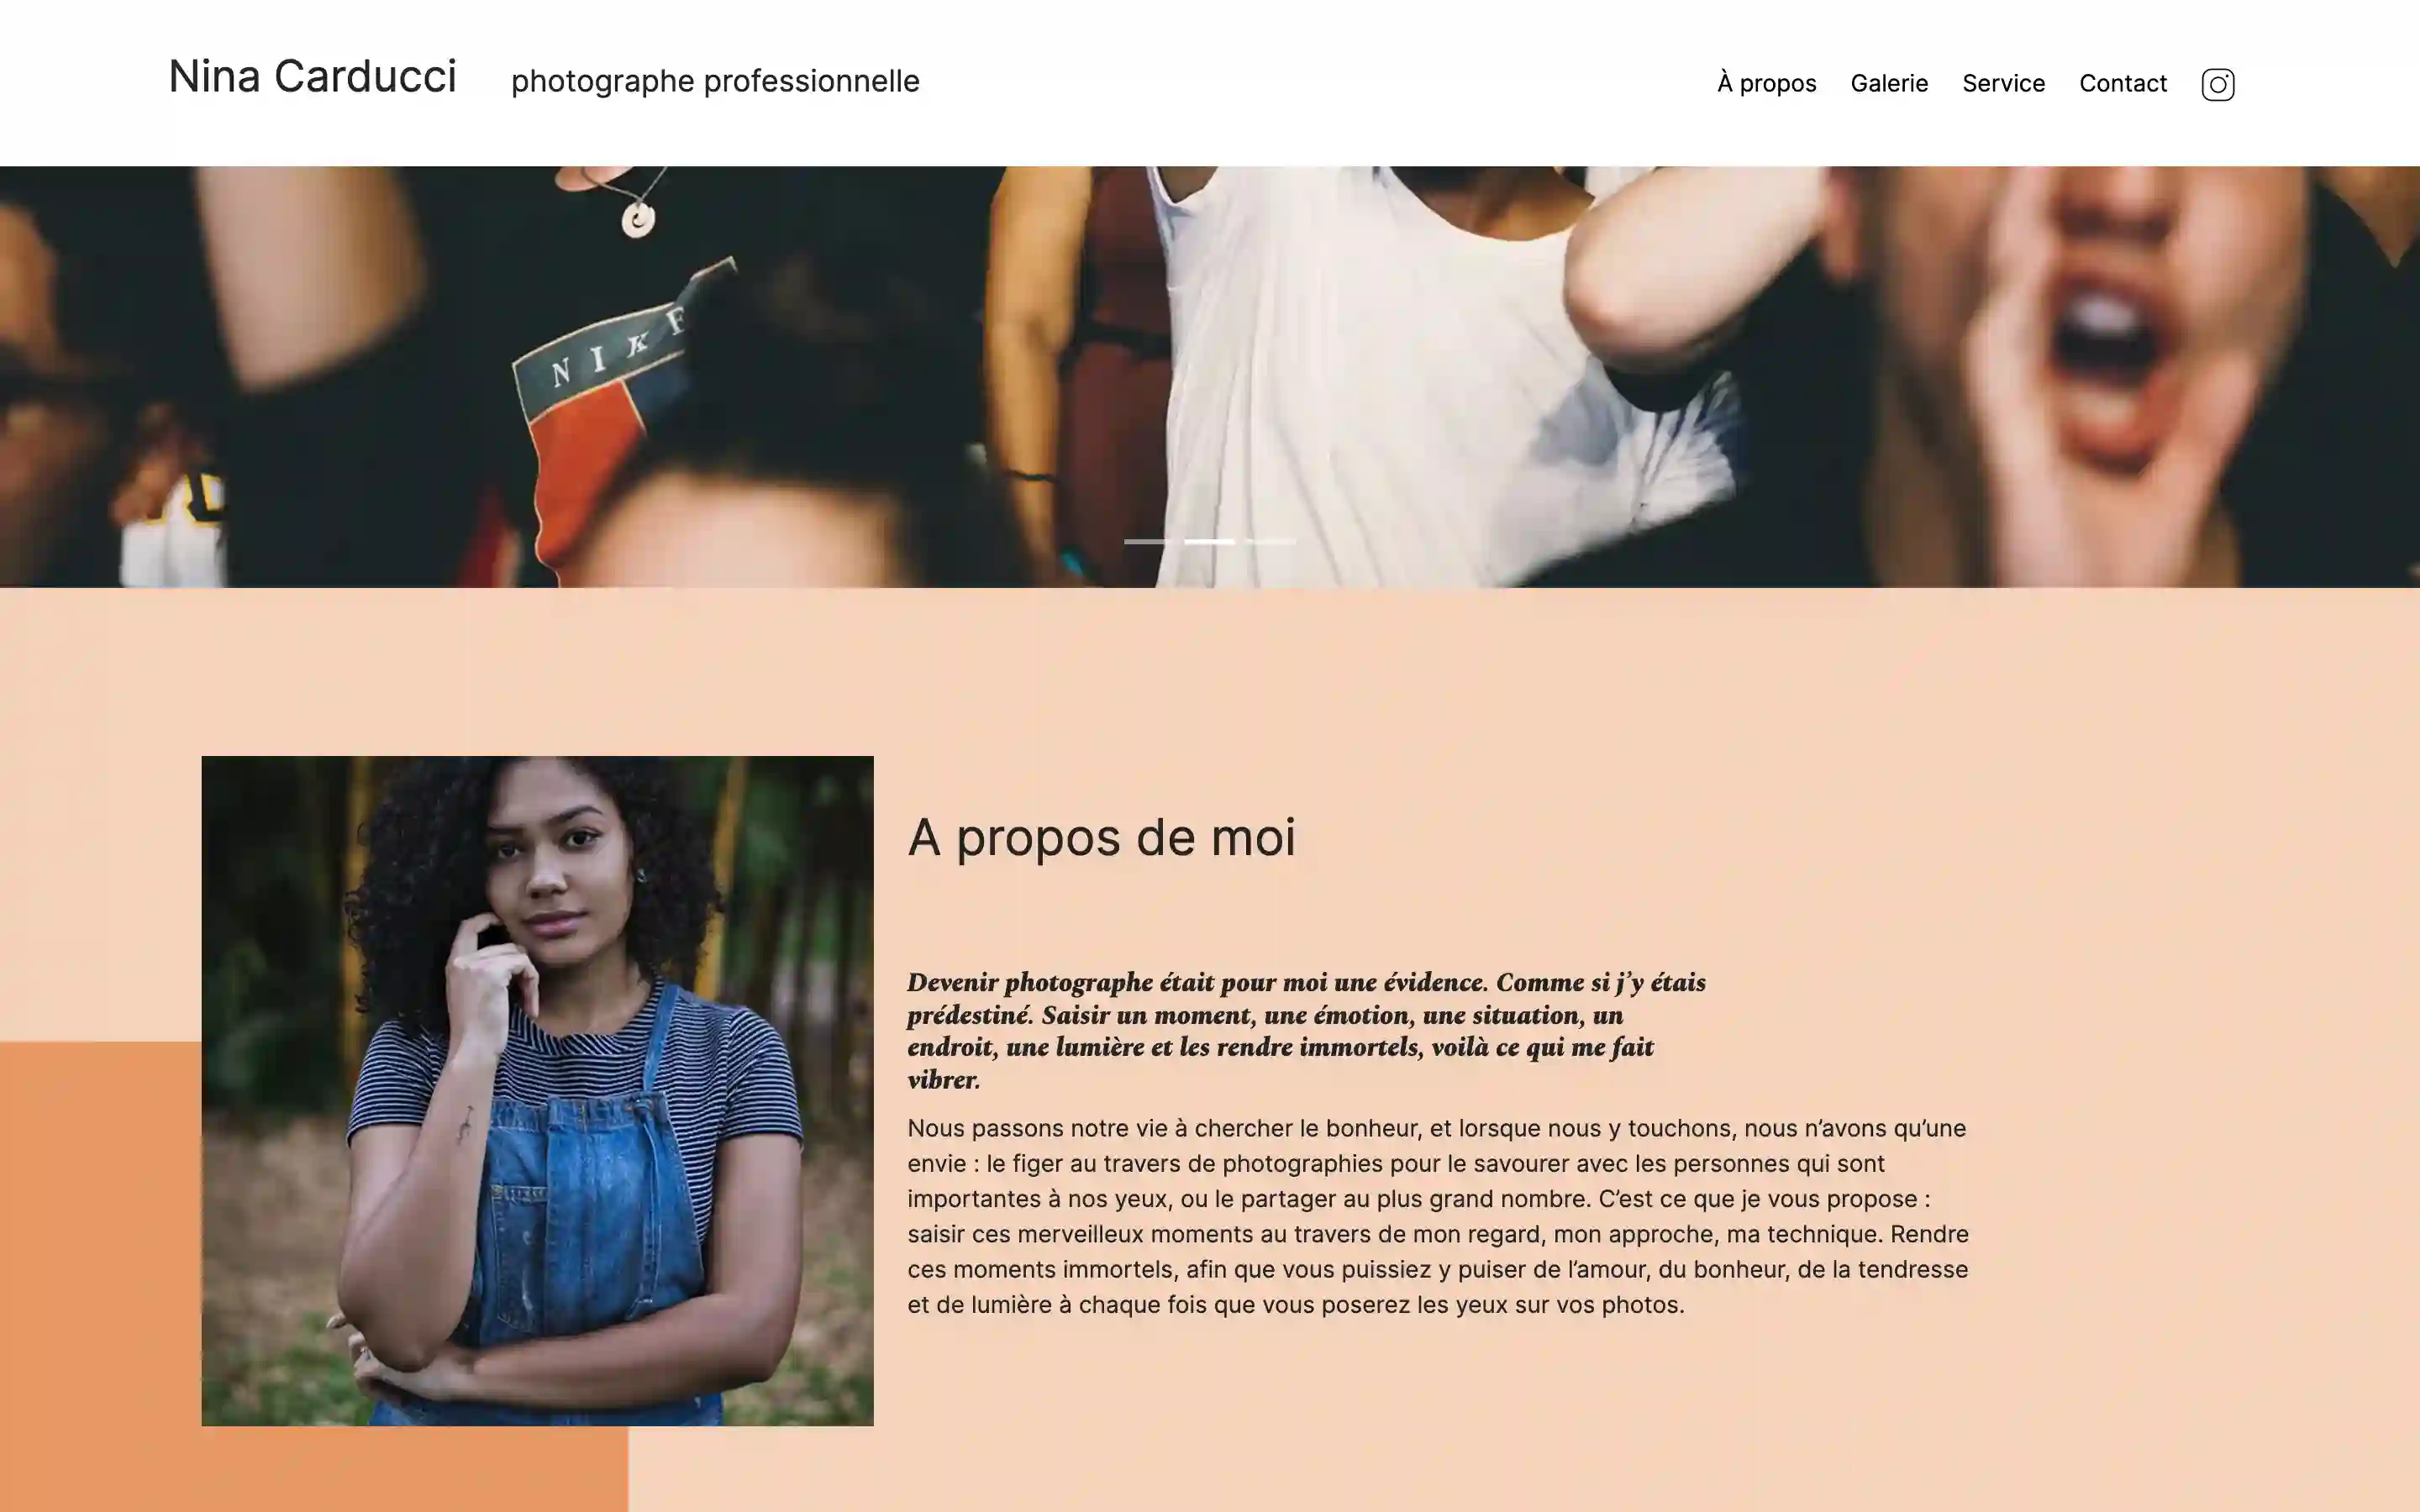 Nina Carducci photographe professionnelle À propos Galerie Service Contact
NIKE
A propos de moi
Devenir photographe était pour moi une évidence. Comme si j’y étais
prédestiné. Saisir un moment, une émotion, une situation, un
endroit, une lumière et les rendre immortels, voilà ce qui me fait
vibrer.
Nous passons notre vie à chercher le bonheur, et lorsque nous y touchons, nous n’avons qu’une
envie : le figer au travers de photographies pour le savourer avec les personnes qui sont
importantes à nos yeux, ou le partager au plus grand nombre. C’est ce que je vous propose :
saisir ces merveilleux moments au travers de mon regard, mon approche, ma technique. Rendre
ces moments immortels, afin que vous puissiez y puiser de l’amour, du bonheur, de la tendresse
et de lumière à chaque fois que vous poserez les yeux sur vos photos.